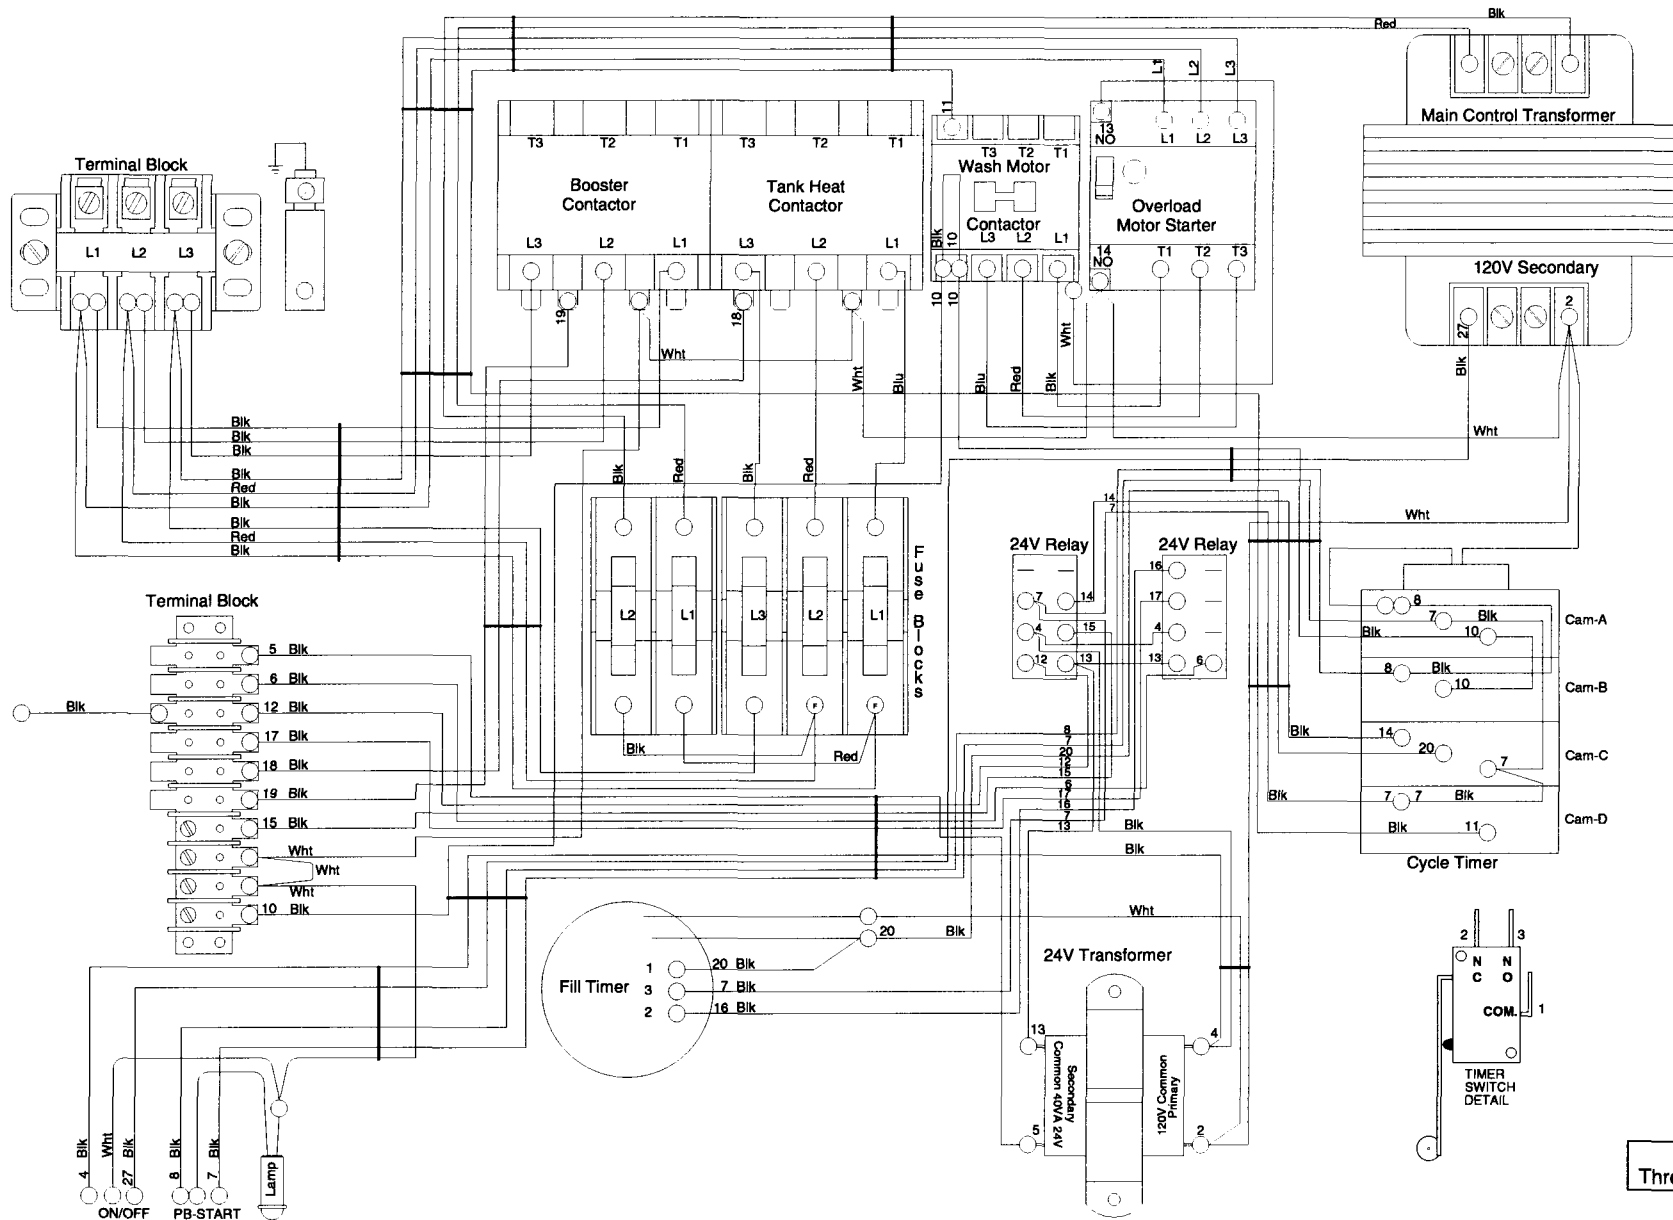 Blk
Red
L1
L2
L3
11
13
NO
L1 L2 L3
Main Control Transformer
Terminal Block
T3 T2 T1 T3 T2 T1
T3 T2 T1
Wash Motor
Contactor
Booster
Contactor
Tank Heat
Contactor
Overload
Motor Starter
L1 L2 L3
L3 L2 L1 L3 L2 L1
Blk
10
L3 L2 L1
14
NO
T1 T2 T3
120V Secondary
10
10
19
18
27
2
Wht
Wht
Blu
Blu
Red
Blk
Wht
Blk
Wht
Blk
Blk
Blk
Blk
Red
Blk
Blk
Red
Blk
Blk
Red
Blk
Red
14
7
Wht
24V Relay
24V Relay
Fuse Blocks
L2 L1 L3 L2 L1
F F
Blk
Red
7 14
4 15
12 13
16
17
4
13 6
8
7 Blk
Blk 10
Cam-A
8 Blk
10
Cam-B
Blk 14
20
7
Cam-C
Blk 7 7 Blk
Blk 11
Cam-D
Cycle Timer
Terminal Block
5 Blk
6 Blk
Blk
12 Blk
17 Blk
18 Blk
19 Blk
15 Blk
Wht
Wht
Wht
10 Blk
8
7
20
12
5
15
6
17
16
7
13
Blk
Blk
Wht
20 Blk
Fill Timer
1 20 Blk
3 7 Blk
2 16 Blk
24V Transformer
13
4
5
2
Secondary
Common 40VA 24V
120V Common
Primary
2 3
N C
N O
COM. 1
TIMER
SWITCH
DETAIL
4 Blk
Wht
27 Blk
8 Blk
7 Blk
Lamp
ON/OFF PB-START
Thre